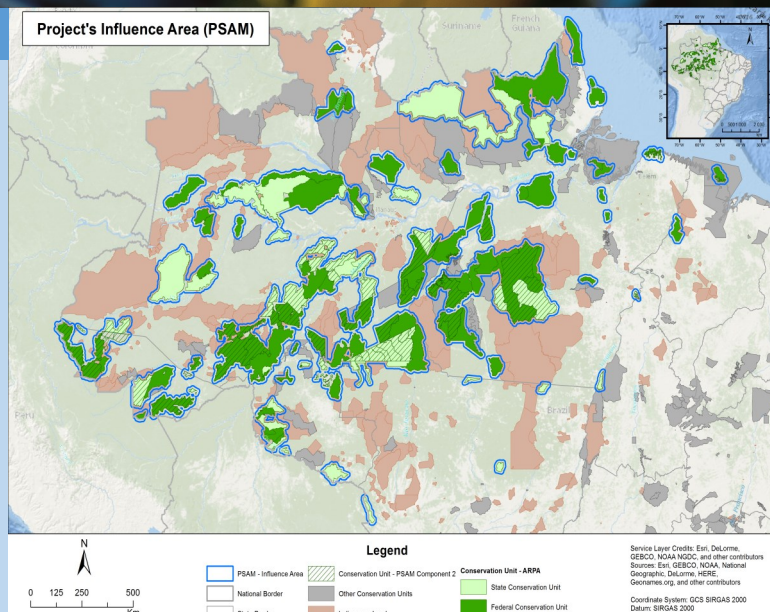 Project's Influence Area (PSAM)
Suriname
French
Guiana
Brazil
Peru
N
N
0 125 250 500
Km
Legend
PSAM - Influence Area
National Border
Conservation Unit - PSAM Component 2
Other Conservation Units
Conservation Unit - ARPA
State Conservation Unit
Federal Conservation Unit
Service Layer Credits: Esri, DeLorme,
GEBCO, NOAA NGDC, and other contributors
Sources: Esri, GEBCO, NOAA, National
Geographic, DeLorme, HERE,
Geonames.org, and other contributors
Coordinate System: GCS SIRGAS 2000
Datum: SIRGAS 2000